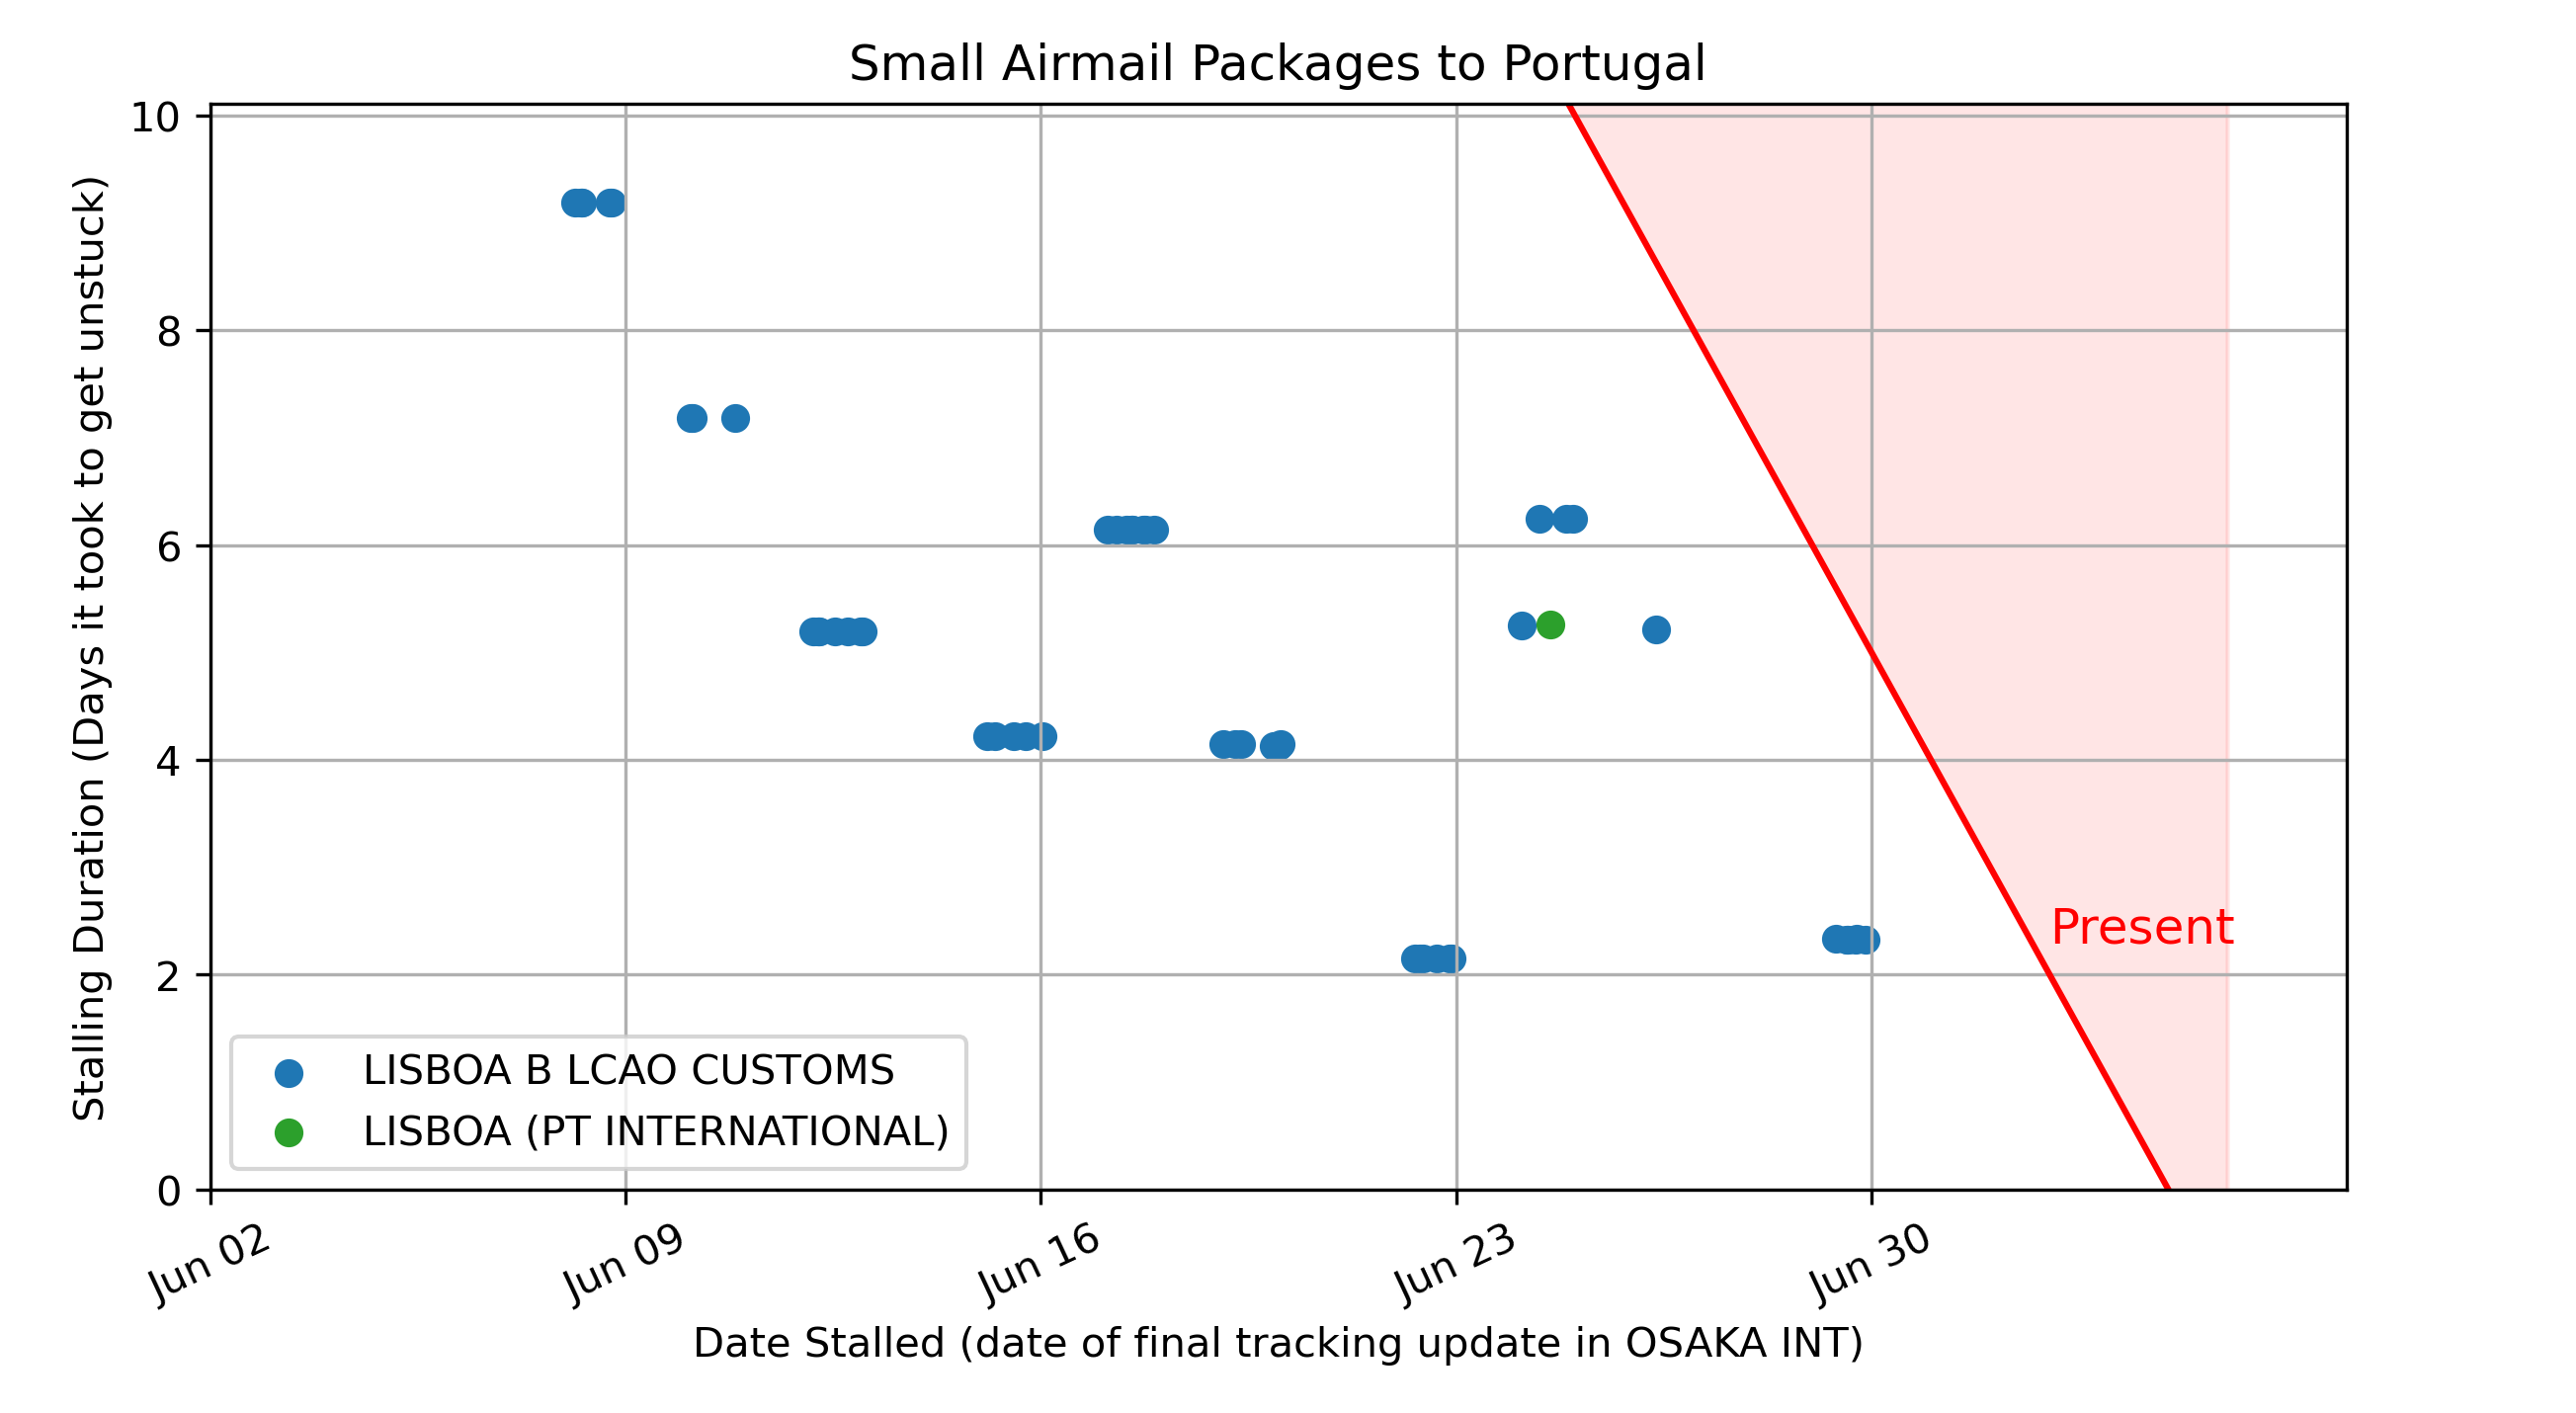 Small Airmail Packages to Portugal
Stalling Duration (Days it took to get unstuck)
10
8
6
4
2
0
Present
LISBOA B LCAO CUSTOMS
LISBOA (PT INTERNATIONAL)
Jun 02
Jun 09
Jun 16
Jun 23
Jun 30
Date Stalled (date of final tracking update in OSAKA INT)